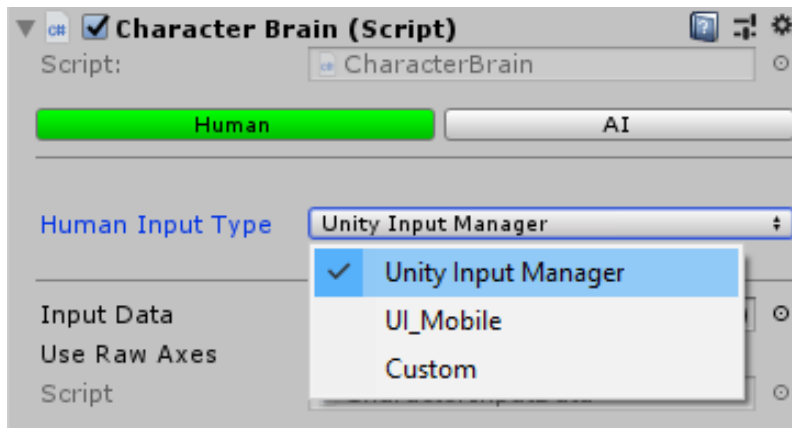 Character Brain (Script)
Script: CharacterBrain
Human AI
Human Input Type Unity Input Manager
Unity Input Manager
Input Data UI_Mobile
Use Raw Axes Custom
Script